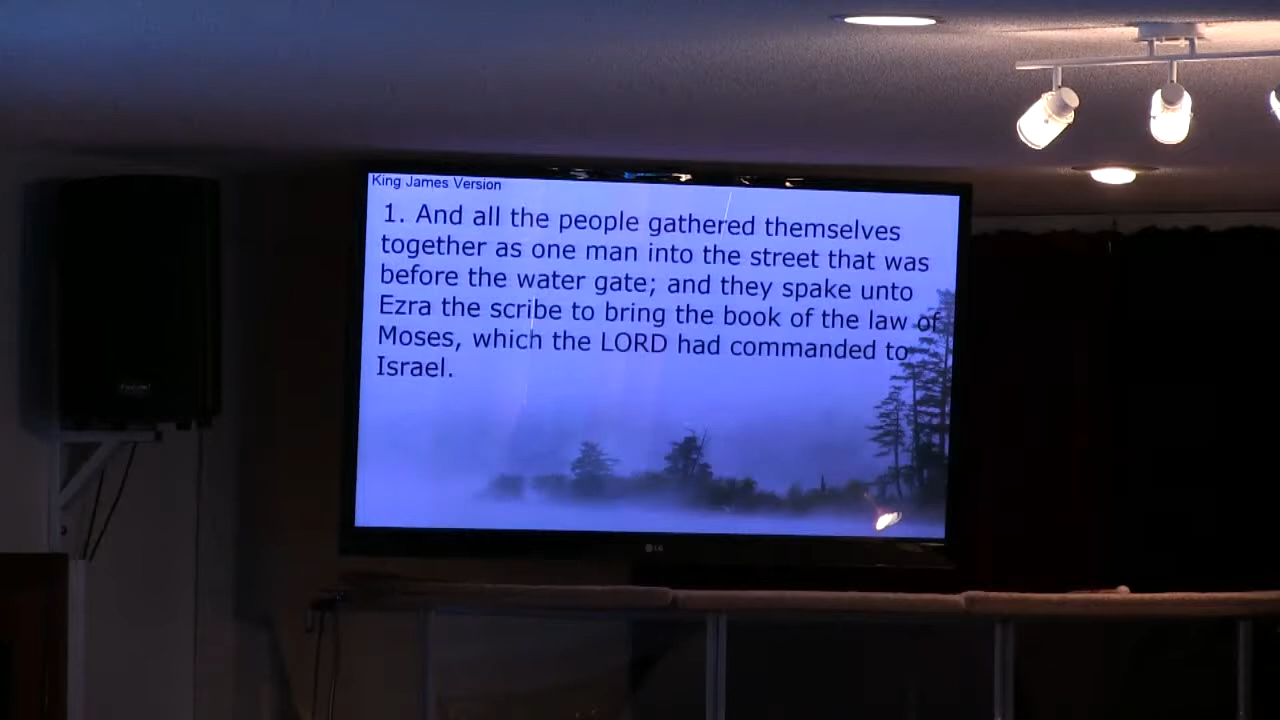 King James Version
1. And all the people gathered themselves
together as one man into the street that was
before the water gate; and they spake unto
Ezra the scribe to bring the book of the law of
Moses, which the LORD had commanded to
Israel.
LG